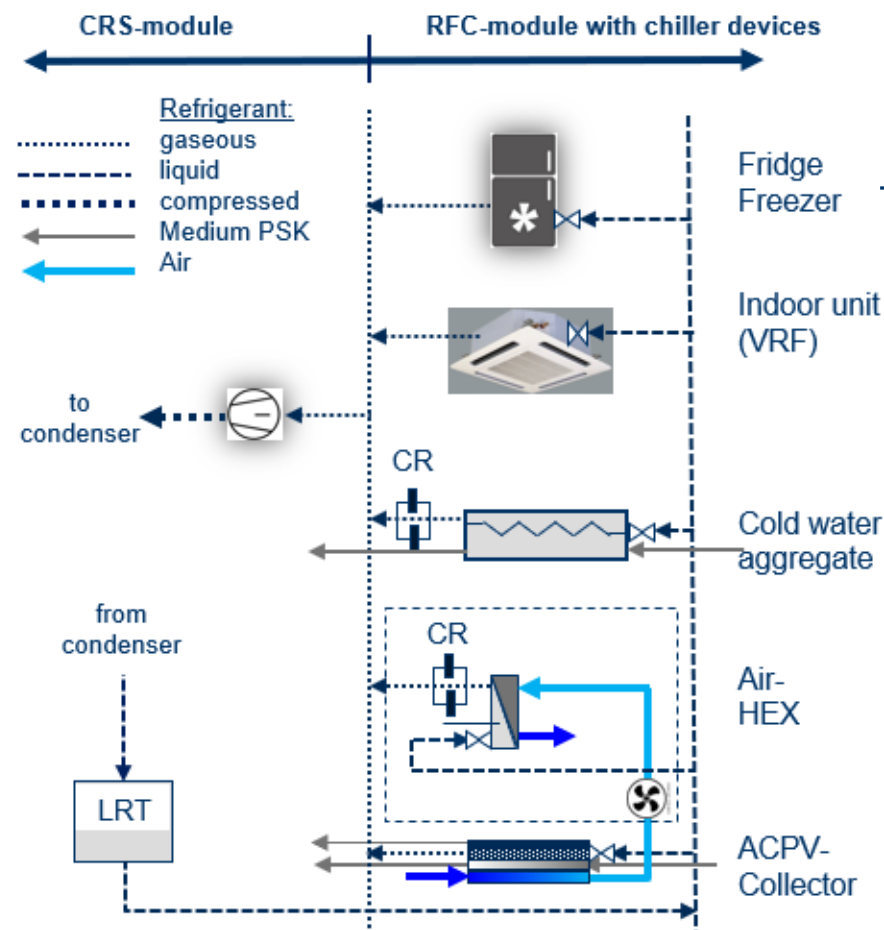 CRS-module
RFC-module with chiller devices
Refrigerant:
gaseous
liquid
compressed
Medium PSK
Air
Fridge
Freezer
Indoor unit
(VRF)
to
condenser
CR
Cold water
aggregate
from
condenser
CR
Air-
HEX
LRT
ACPV-
Collector